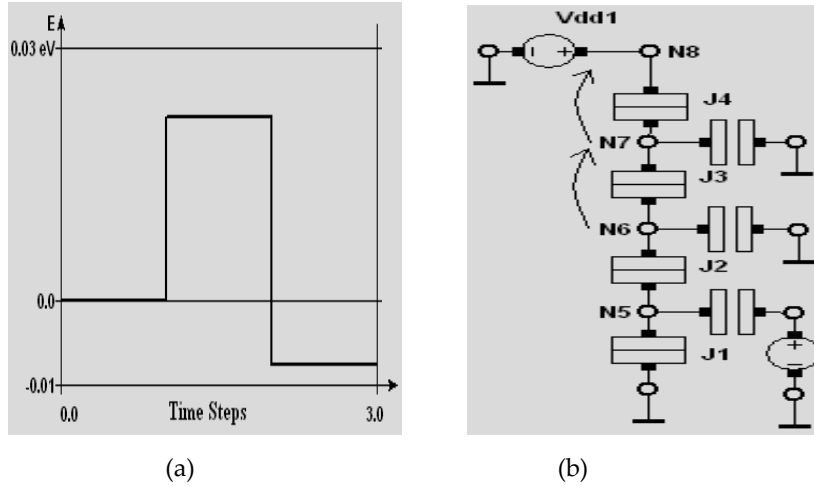 E
0.03 eV
0.0
-0.01
0.0
Time Steps
3.0
(a)
Vdd1
N8
J4
N7
J3
N6
J2
N5
J1
(b)